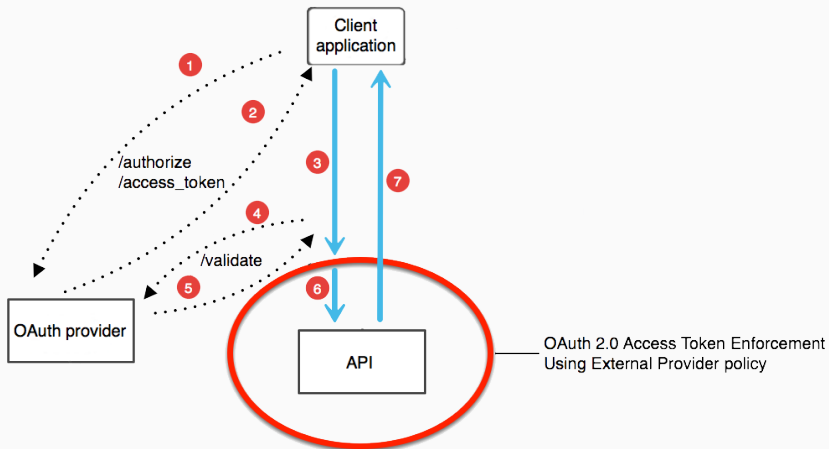 Client
application
1
2
/authorize
/access_token
3
7
4
/validate
5
6
OAuth provider
API
OAuth 2.0 Access Token Enforcement
Using External Provider policy